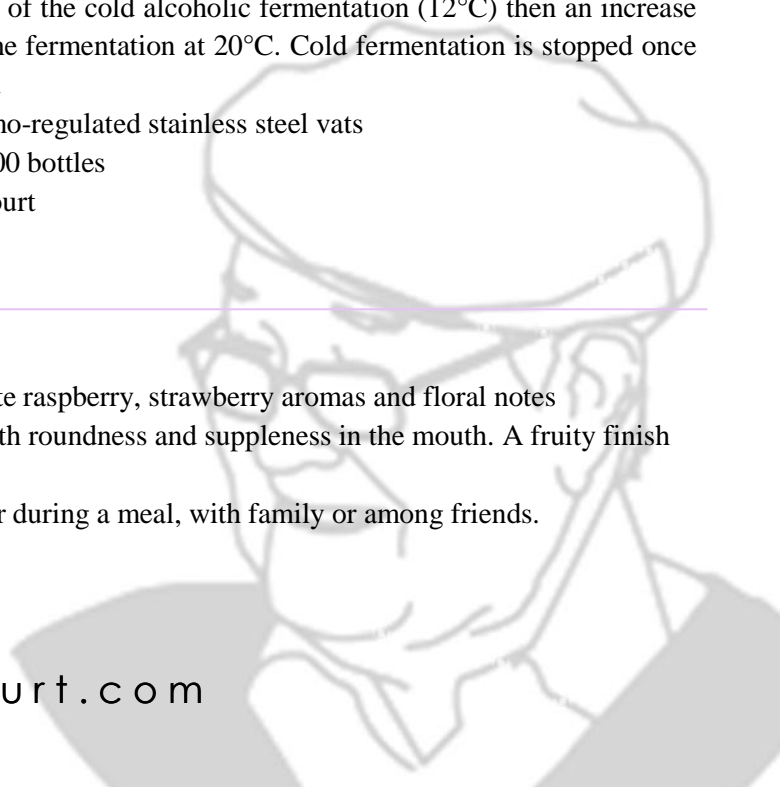 of the cold alcoholic fermentation (12°C) then an increase
ne fermentation at 20°C. Cold fermentation is stopped once
no-regulated stainless steel vats
00 bottles
ourt
te raspberry, strawberry aromas and floral notes
th roundness and suppleness in the mouth. A fruity finish
r during a meal, with family or among friends.
urt.com